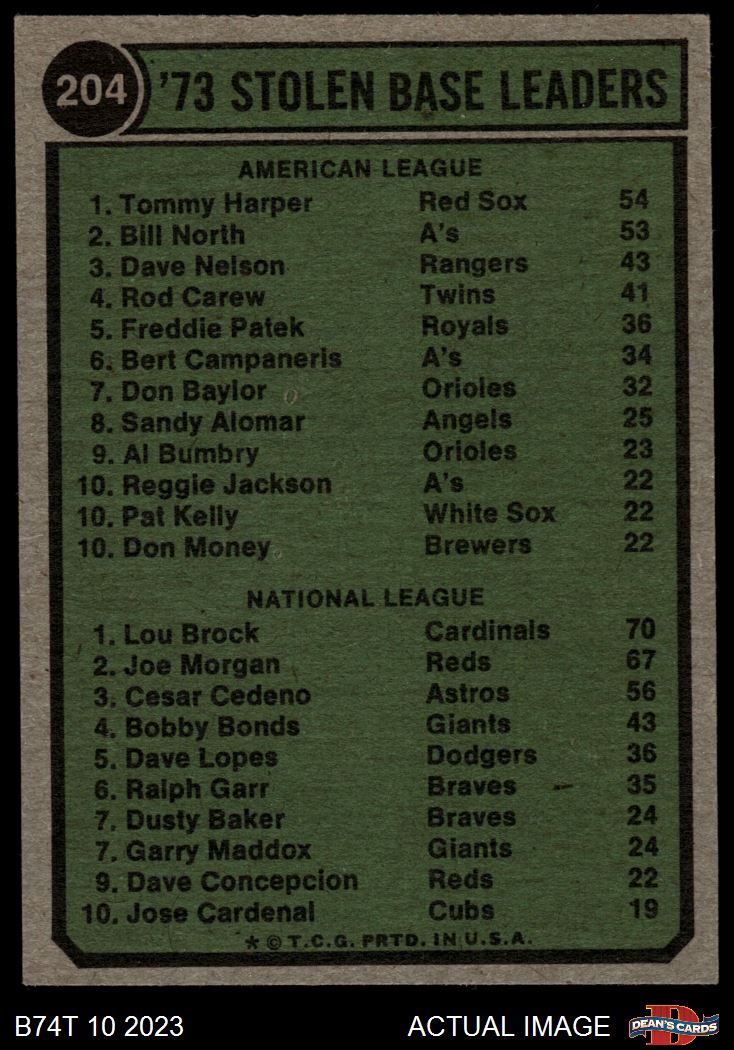 204 '73 STOLEN BASE LEADERS
AMERICAN LEAGUE
1. Tommy Harper Red Sox 54
2. Bill North A's 53
3. Dave Nelson Rangers 43
4. Rod Carew Twins 41
5. Freddie Patek Royals 36
6. Bert Campaneris A's 34
7. Don Baylor Orioles 32
8. Sandy Alomar Angels 25
9. Al Bumbry Orioles 23
10. Reggie Jackson A's 22
10. Pat Kelly White Sox 22
10. Don Money Brewers 22
NATIONAL LEAGUE
1. Lou Brock Cardinals 70
2. Joe Morgan Reds 67
3. Cesar Cedeno Astros 56
4. Bobby Bonds Giants 43
5. Dave Lopes Dodgers 36
6. Ralph Garr Braves 35
7. Dusty Baker Braves 24
7. Garry Maddox Giants 24
9. Dave Concepcion Reds 22
10. Jose Cardenal Cubs 19
* © T.C.G. PRTD. IN U.S.A.
B74T 10 2023 ACTUAL IMAGE D DEAN'S CARDS